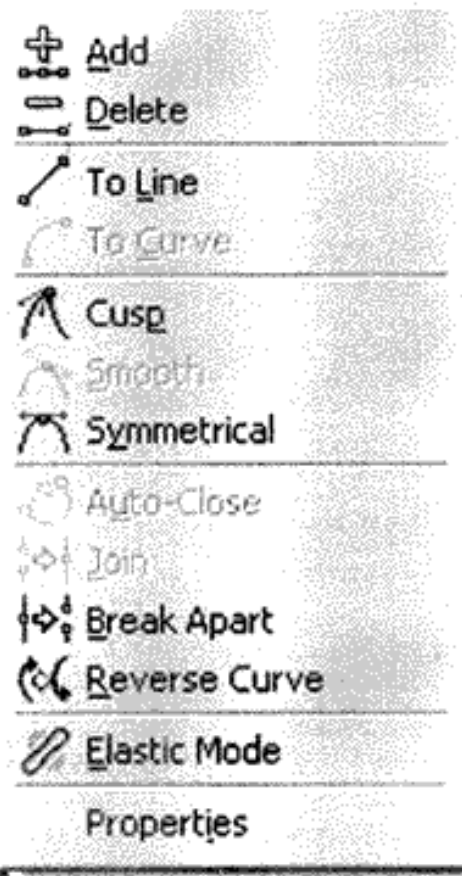 Add
Delete
To Line
To Curve
Cusp
Smooth
Symmetrical
Auto-Close
Join
Break Apart
Reverse Curve
Elastic Mode
Properties